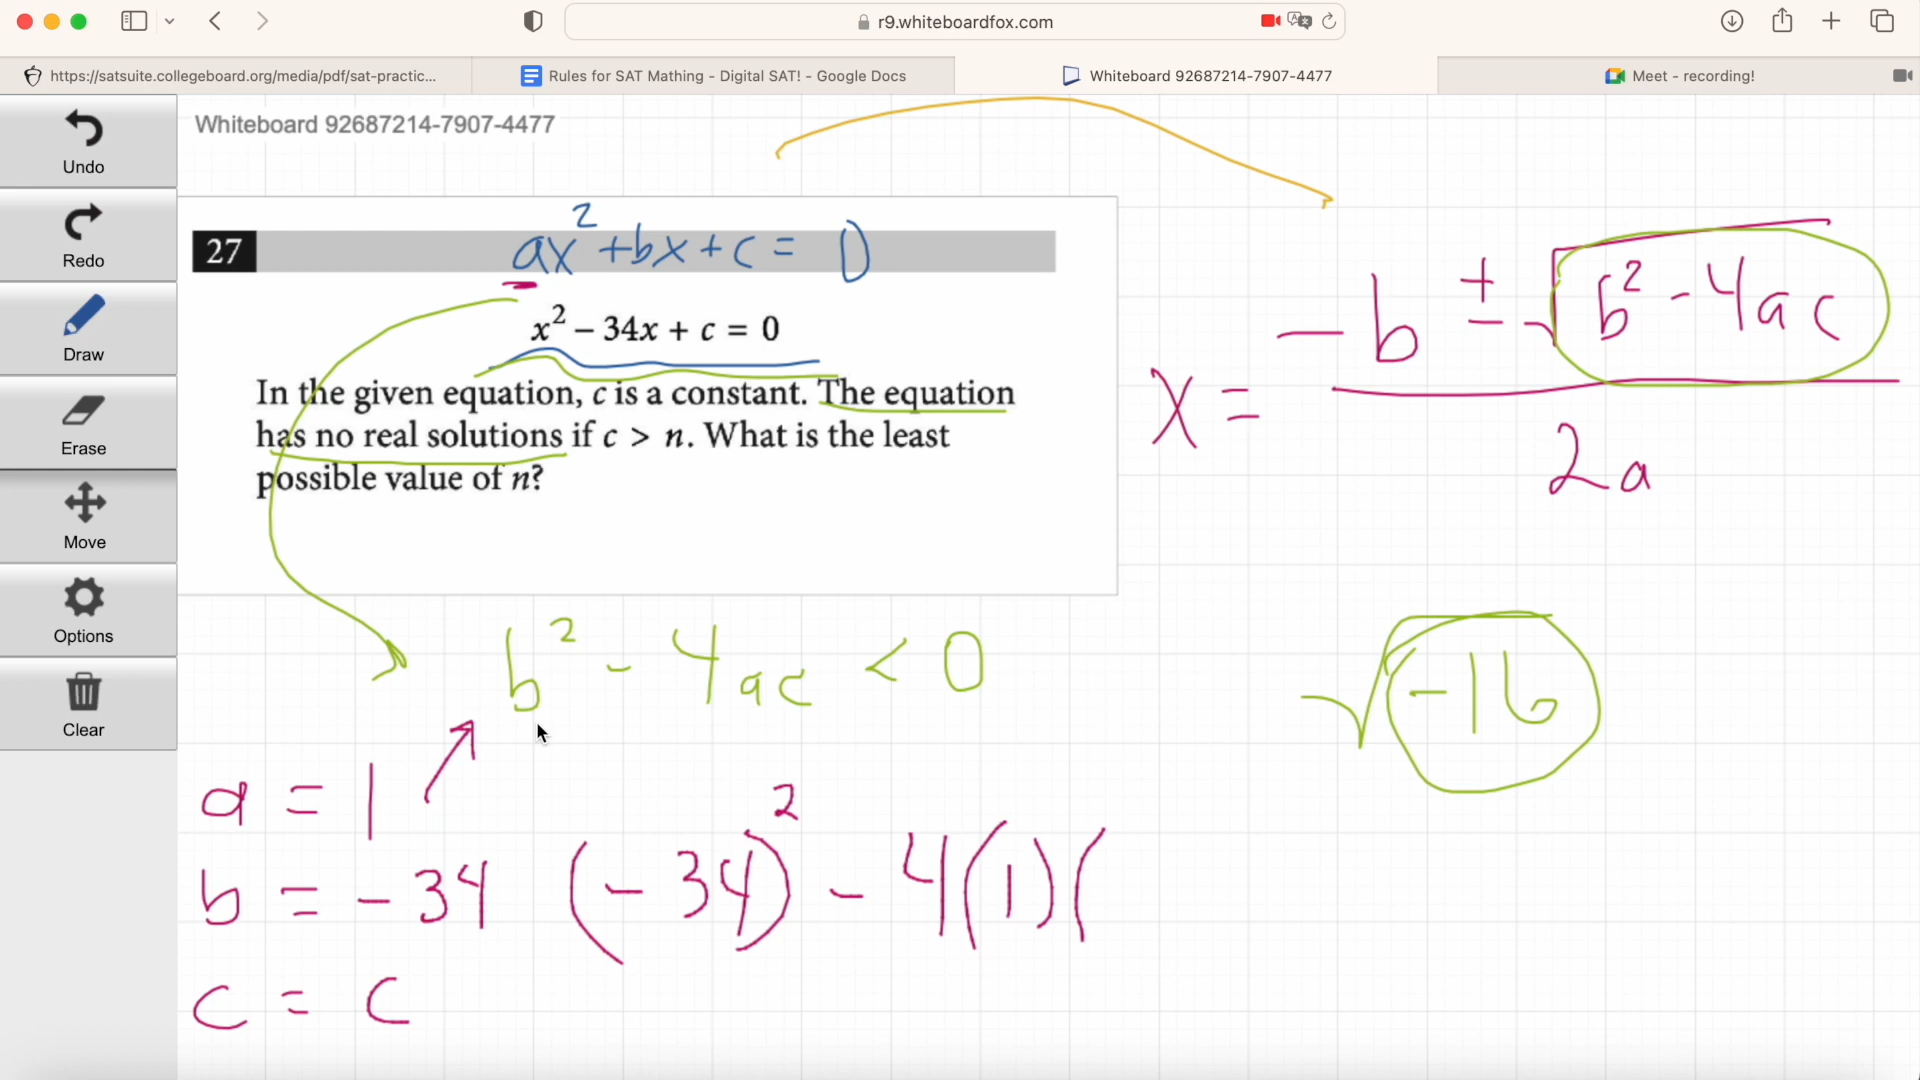 r9.whiteboardfox.com
https://satsuite.collegeboard.org/media/pdf/sat-practic...
Rules for SAT Mathing - Digital SAT! - Google Docs
Whiteboard 92687214-7907-4477
Meet - recording!
Undo
Redo
Draw
Erase
Move
Options
Clear
Whiteboard 92687214-7907-4477
27
ax² + bx + c = 0
x² − 34x + c = 0
In the given equation, c is a constant. The equation
has no real solutions if c > n. What is the least
possible value of n?
x = (−b ± √(b² − 4ac)) / 2a
b² − 4ac < 0
√−16
a = 1
b = −34
c = c
(−34)² − 4(1)(